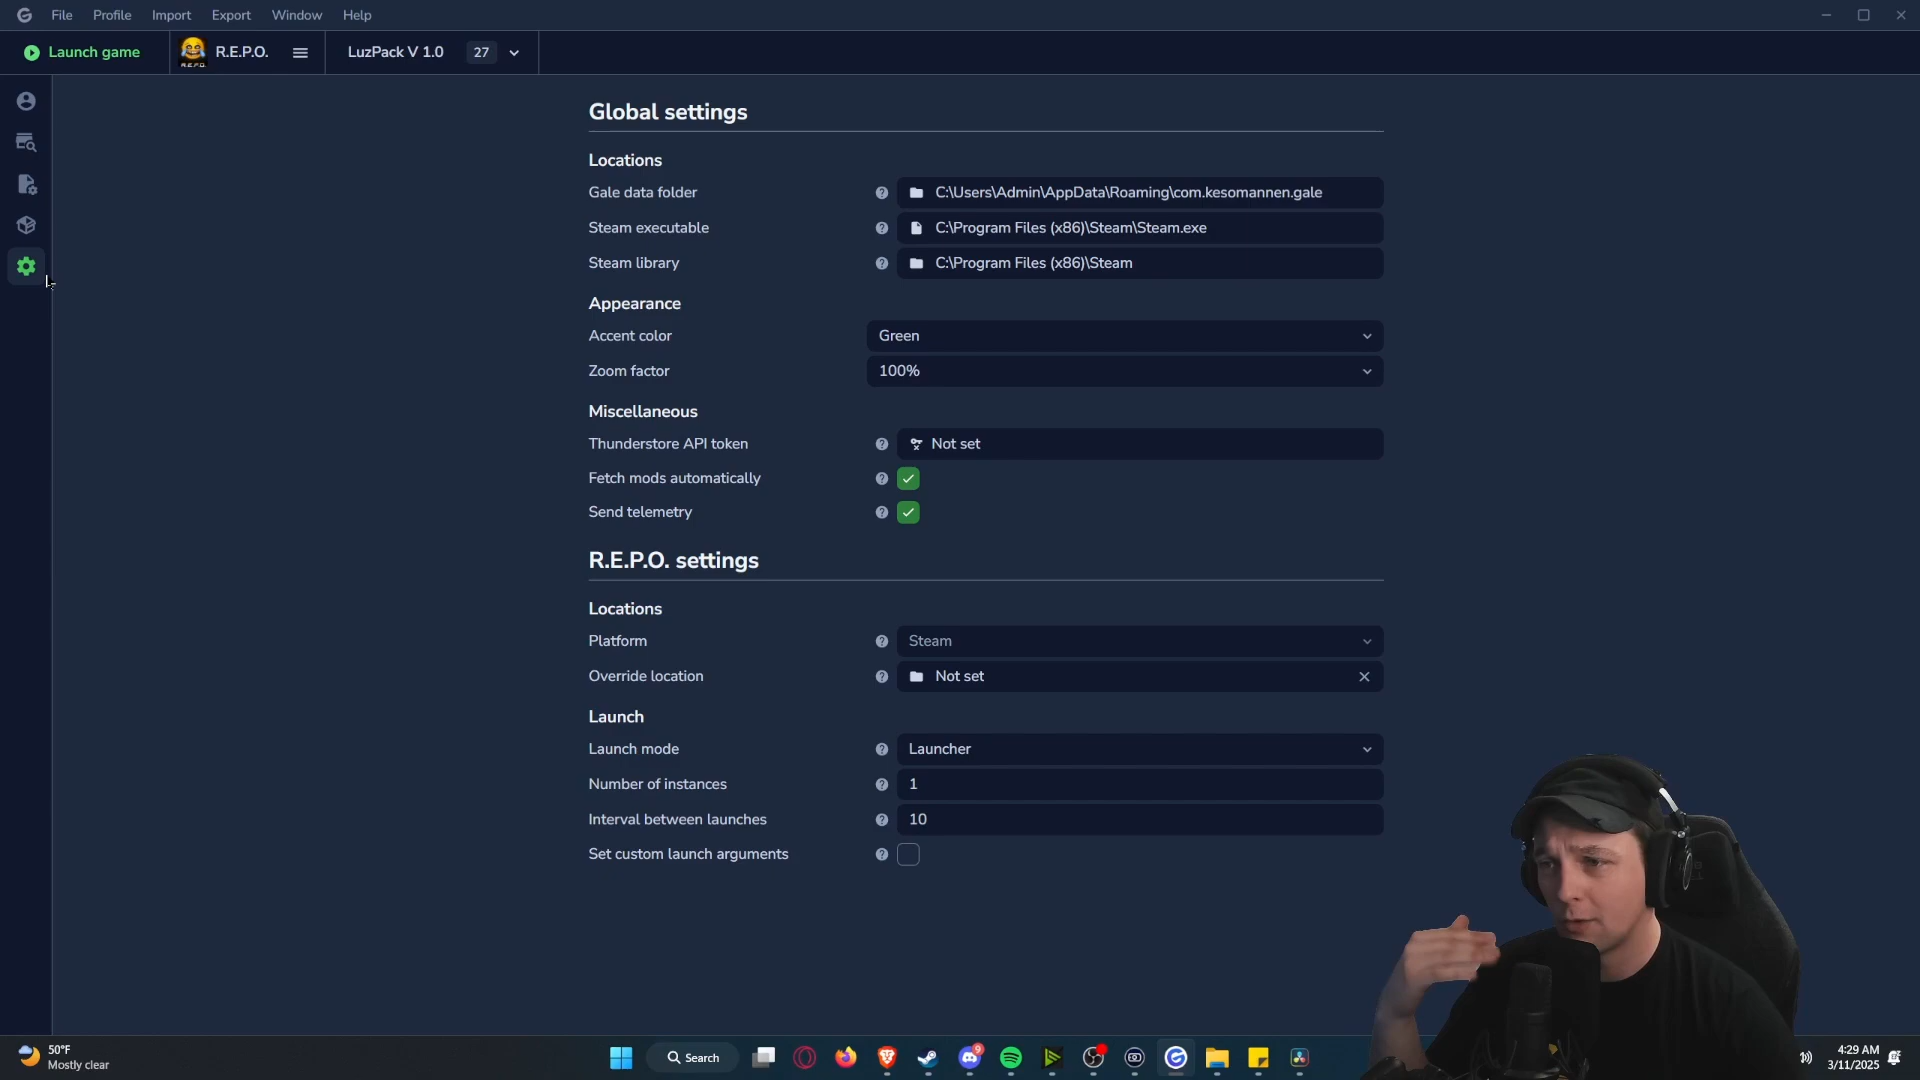 File Profile Import Export Window Help
Launch game R.E.P.O. LuzPack V 1.0 27
Global settings
Locations
Gale data folder C:\Users\Admin\AppData\Roaming\com.kesomannen.gale
Steam executable C:\Program Files (x86)\Steam\Steam.exe
Steam library C:\Program Files (x86)\Steam
Appearance
Accent color Green
Zoom factor 100%
Miscellaneous
Thunderstore API token Not set
Fetch mods automatically
Send telemetry
R.E.P.O. settings
Locations
Platform Steam
Override location Not set
Launch
Launch mode Launcher
Number of instances 1
Interval between launches 10
Set custom launch arguments
50°F
Mostly clear
Search
9
4:29 AM
3/11/2025